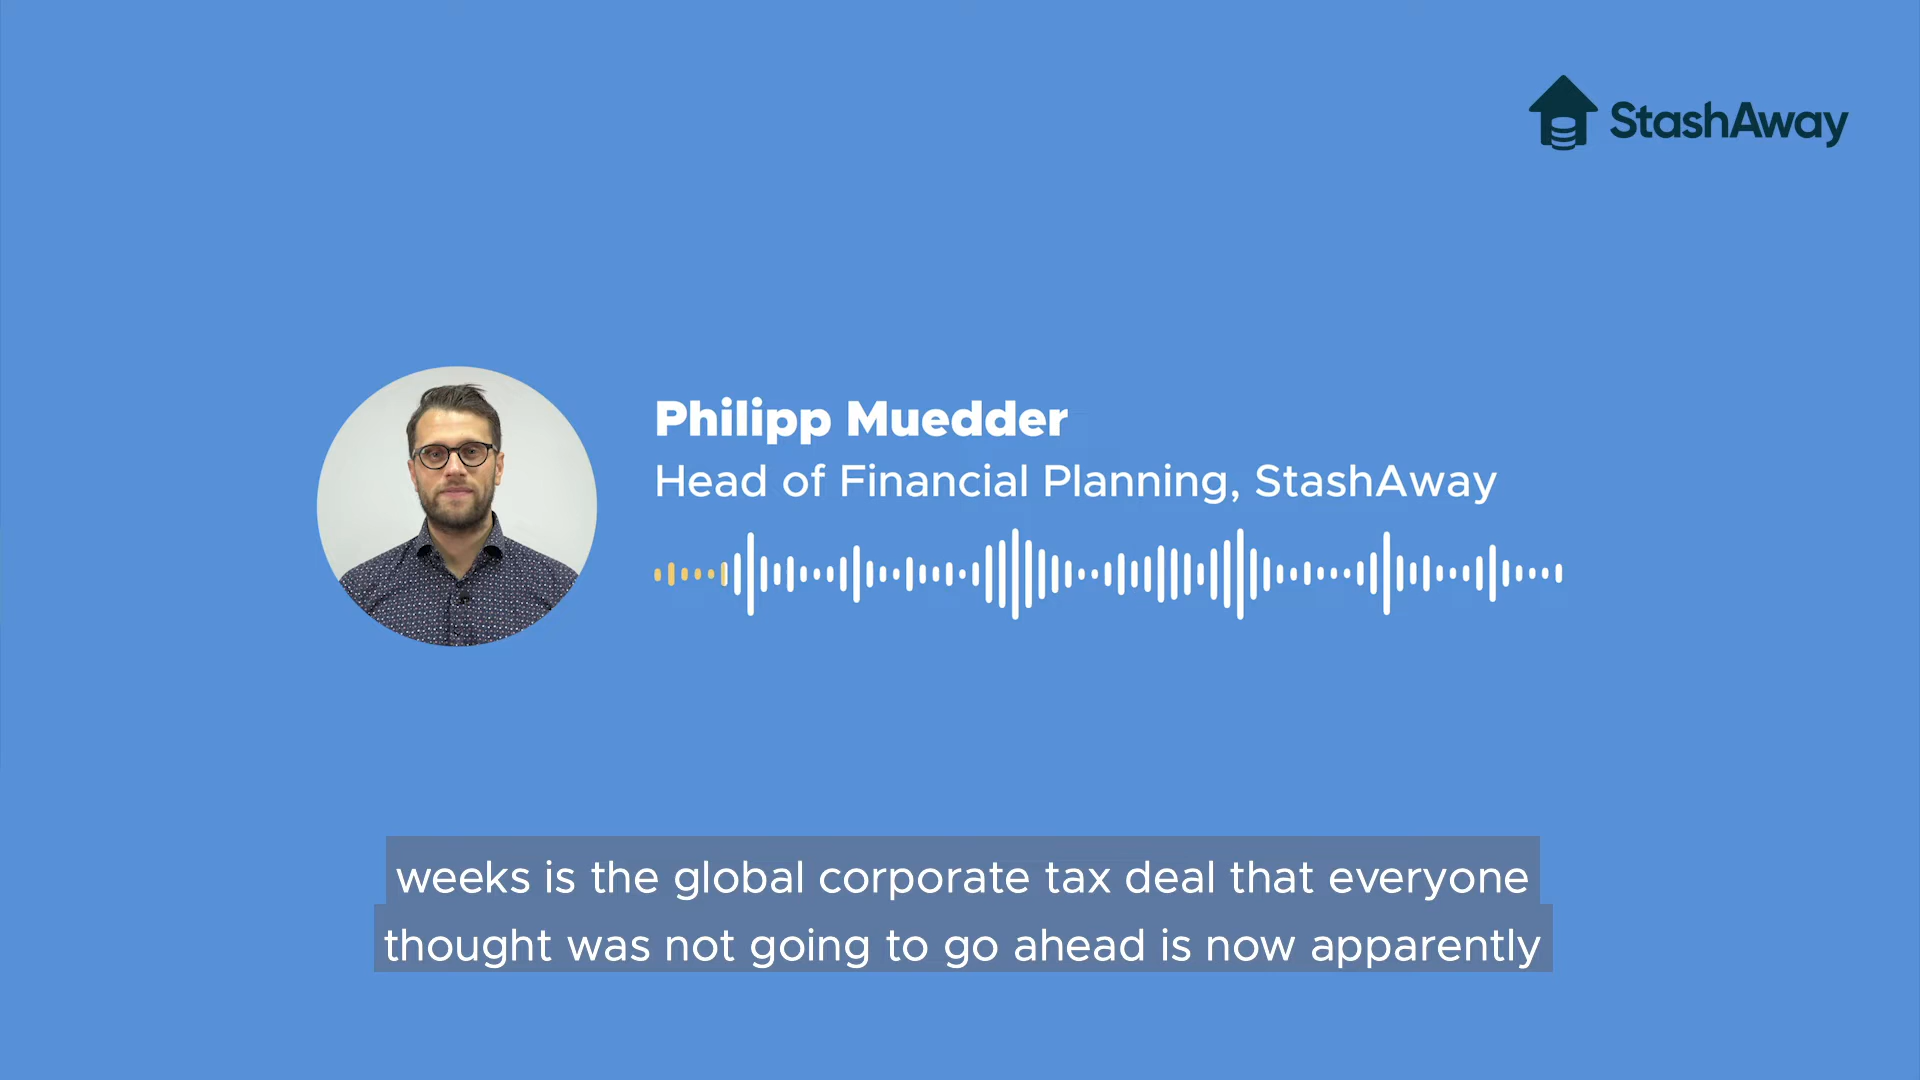 StashAway
Philipp Muedder
Head of Financial Planning, StashAway
weeks is the global corporate tax deal that everyone
thought was not going to go ahead is now apparently